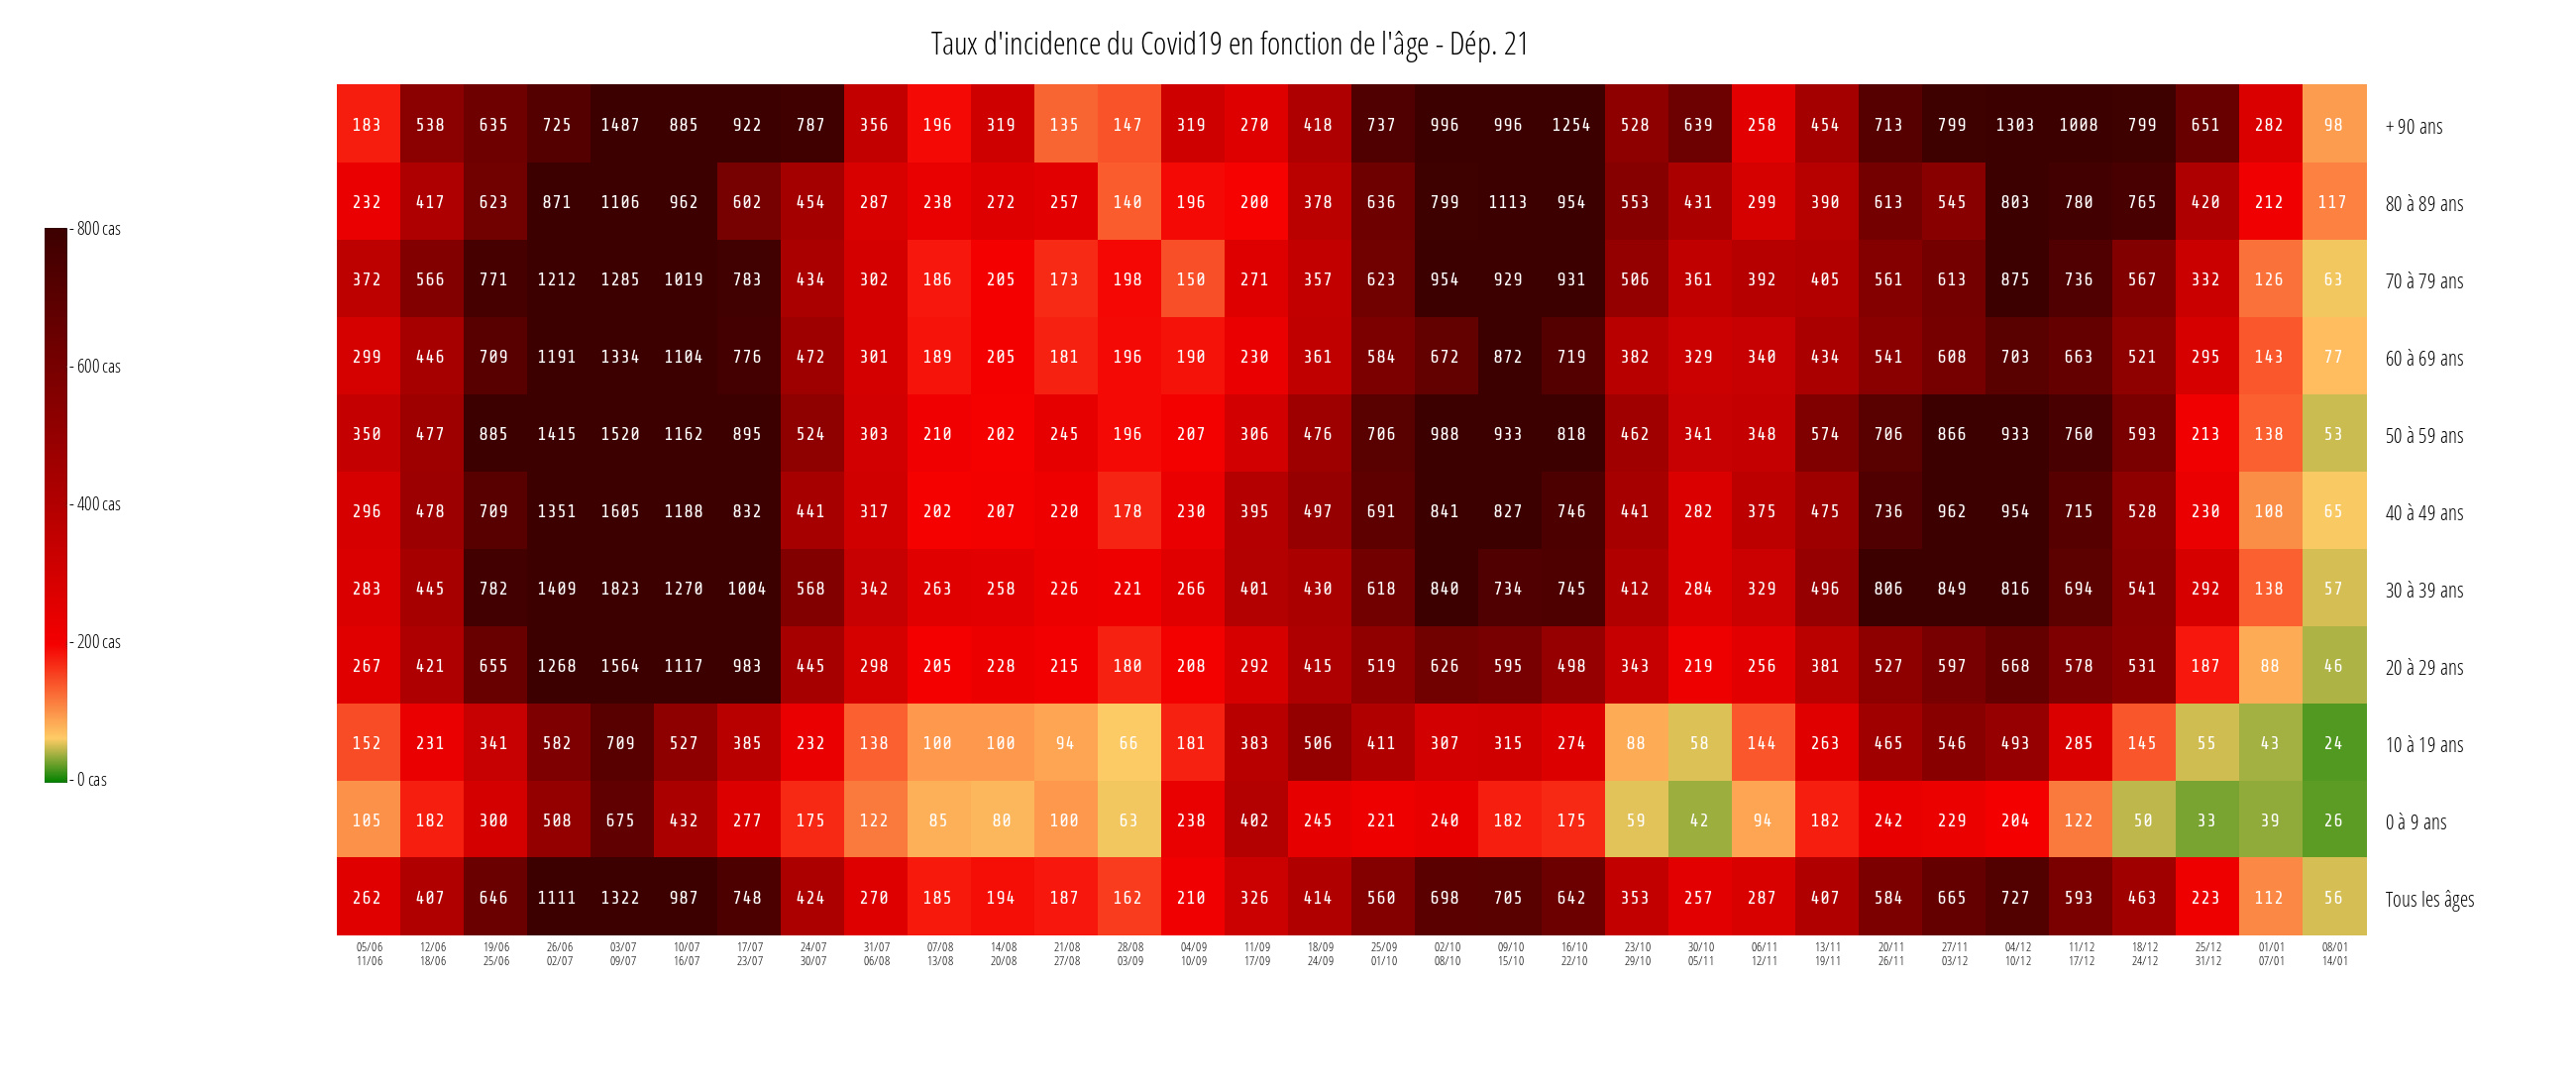 Taux d'incidence du Covid19 en fonction de l'âge - Dép. 21
- 800 cas
- 600 cas
- 400 cas
- 200 cas
- 0 cas
183 538 635 725 1487 885 922 787 356 196 319 135 147 319 270 418 737 996 996 1254 528 639 258 454 713 799 1303 1008 799 651 282 98 + 90 ans
232 417 623 871 1106 962 602 454 287 238 272 257 140 196 200 378 636 799 1113 954 553 431 299 390 613 545 803 780 765 420 212 117 80 à 89 ans
372 566 771 1212 1285 1019 783 434 302 186 205 173 198 150 271 357 623 954 929 931 506 361 392 405 561 613 875 736 567 332 126 63 70 à 79 ans
299 446 709 1191 1334 1104 776 472 301 189 205 181 196 190 230 361 584 672 872 719 382 329 340 434 541 608 703 663 521 295 143 77 60 à 69 ans
350 477 885 1415 1520 1162 895 524 303 210 202 245 196 207 306 476 706 988 933 818 462 341 348 574 706 866 933 760 593 213 138 53 50 à 59 ans
296 478 709 1351 1605 1188 832 441 317 202 207 220 178 230 395 497 691 841 827 746 441 282 375 475 736 962 954 715 528 230 108 65 40 à 49 ans
283 445 782 1409 1823 1270 1004 568 342 263 258 226 221 266 401 430 618 840 734 745 412 284 329 496 806 849 816 694 541 292 138 57 30 à 39 ans
267 421 655 1268 1564 1117 983 445 298 205 228 215 180 208 292 415 519 626 595 498 343 219 256 381 527 597 668 578 531 187 88 46 20 à 29 ans
152 231 341 582 709 527 385 232 138 100 100 94 66 181 383 506 411 307 315 274 88 58 144 263 465 546 493 285 145 55 43 24 10 à 19 ans
105 182 300 508 675 432 277 175 122 85 80 100 63 238 402 245 221 240 182 175 59 42 94 182 242 229 204 122 50 33 39 26 0 à 9 ans
262 407 646 1111 1322 987 748 424 270 185 194 187 162 210 326 414 560 698 705 642 353 257 287 407 584 665 727 593 463 223 112 56 Tous les âges
05/06 12/06 19/06 26/06 03/07 10/07 17/07 24/07 31/07 07/08 14/08 21/08 28/08 04/09 11/09 18/09 25/09 02/10 09/10 16/10 23/10 30/10 06/11 13/11 20/11 27/11 04/12 11/12 18/12 25/12 01/01 08/01
11/06 18/06 25/06 02/07 09/07 16/07 23/07 30/07 06/08 13/08 20/08 27/08 03/09 10/09 17/09 24/09 01/10 08/10 15/10 22/10 29/10 05/11 12/11 19/11 26/11 03/12 10/12 17/12 24/12 31/12 07/01 14/01